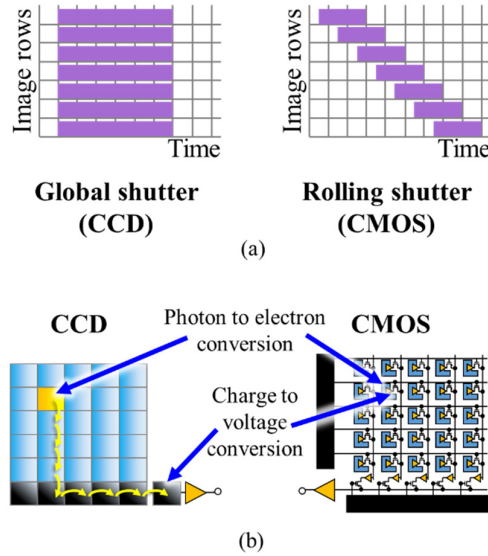 Image rows
Time
Global shutter
(CCD)
Image rows
Time
Rolling shutter
(CMOS)
(a)
CCD
Photon to electron
conversion
CMOS
Charge to
voltage
conversion
(b)